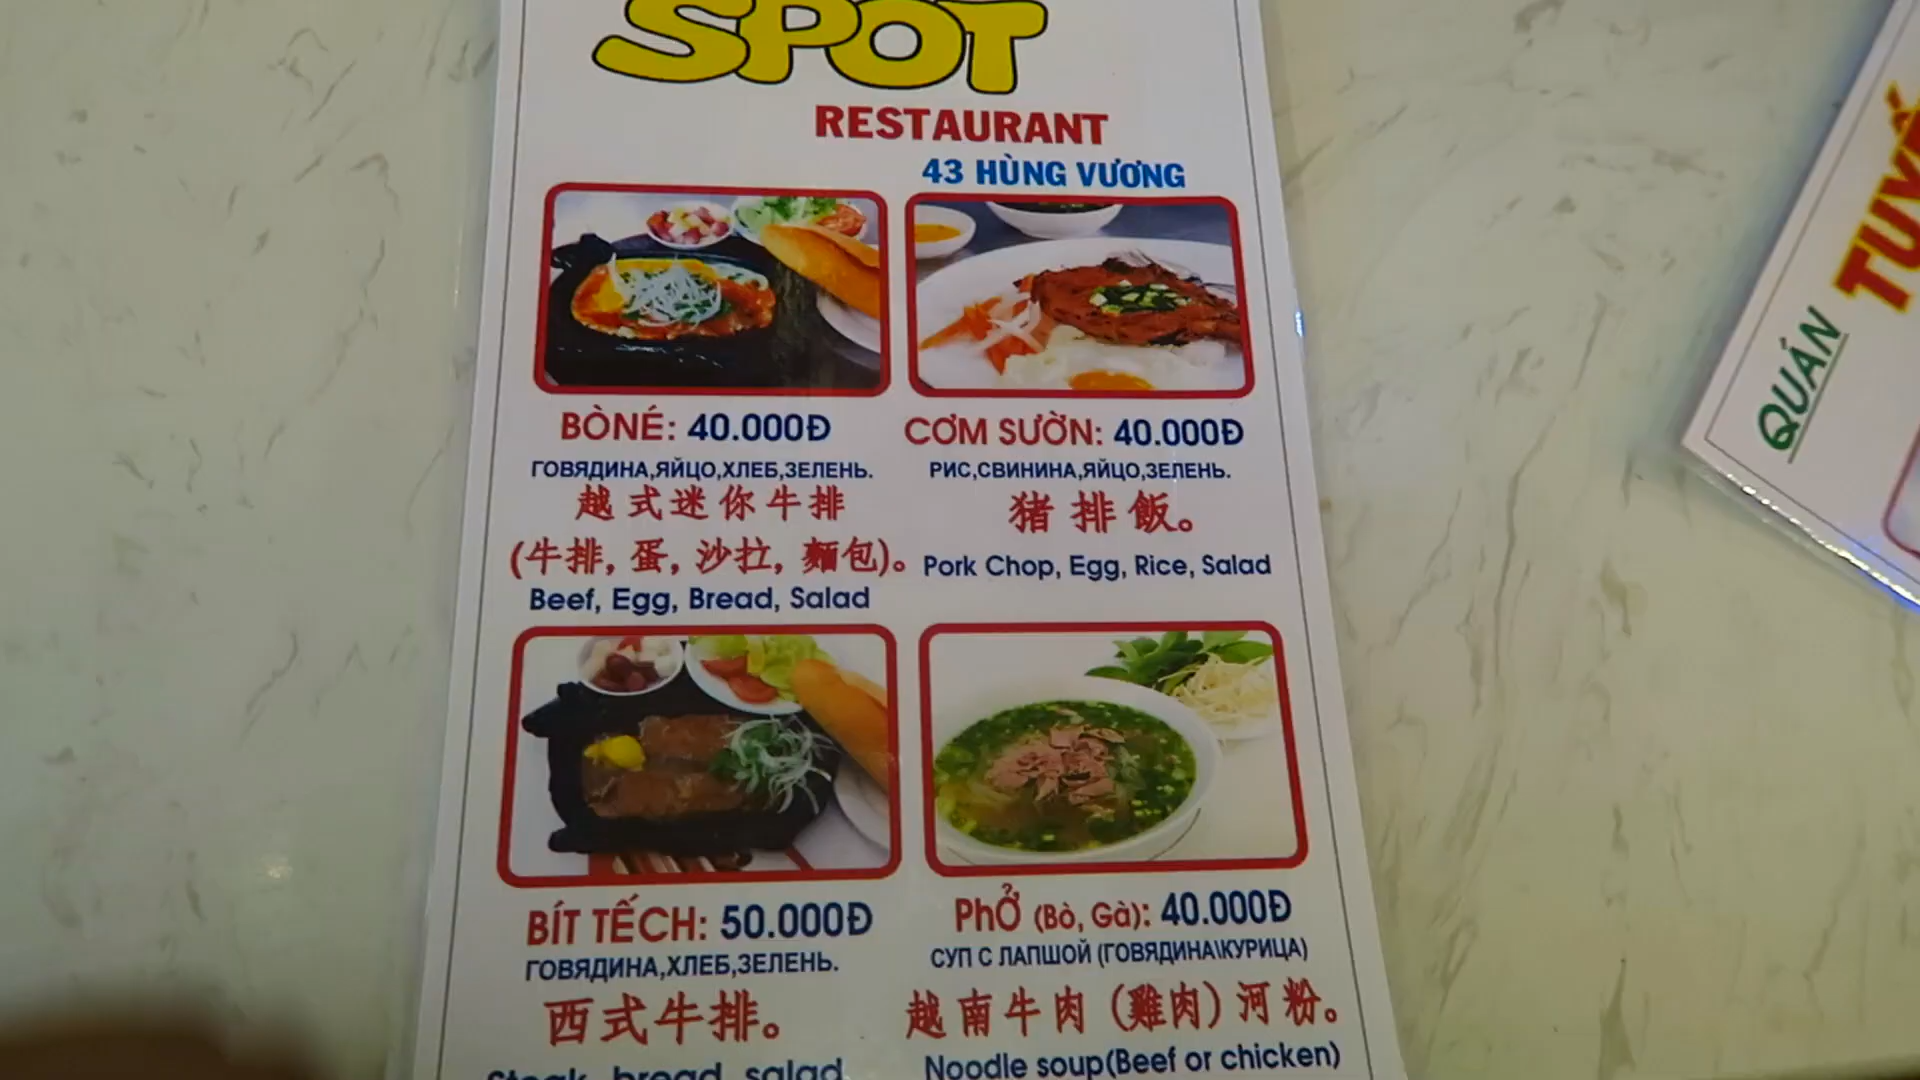 SPOT
RESTAURANT
43 HÙNG VƯƠNG
BÒNÉ: 40.000Đ
ГОВЯДИНА,ЯЙЦО,ХЛЕБ,ЗЕЛЕНЬ.
越式迷你牛排
(牛排, 蛋, 沙拉, 麵包)。
Beef, Egg, Bread, Salad
CƠM SƯỜN: 40.000Đ
РИС,СВИНИНА,ЯЙЦО,ЗЕЛЕНЬ.
猪排飯。
Pork Chop, Egg, Rice, Salad
BÍT TẾCH: 50.000Đ
ГОВЯДИНА,ХЛЕБ,ЗЕЛЕНЬ.
西式牛排。
Steak, bread, salad
PhỞ (Bò, Gà): 40.000Đ
СУП С ЛАПШОЙ (ГОВЯДИНА\КУРИЦА)
越南牛肉 (雞肉) 河粉。
Noodle soup(Beef or chicken)
QUÁN